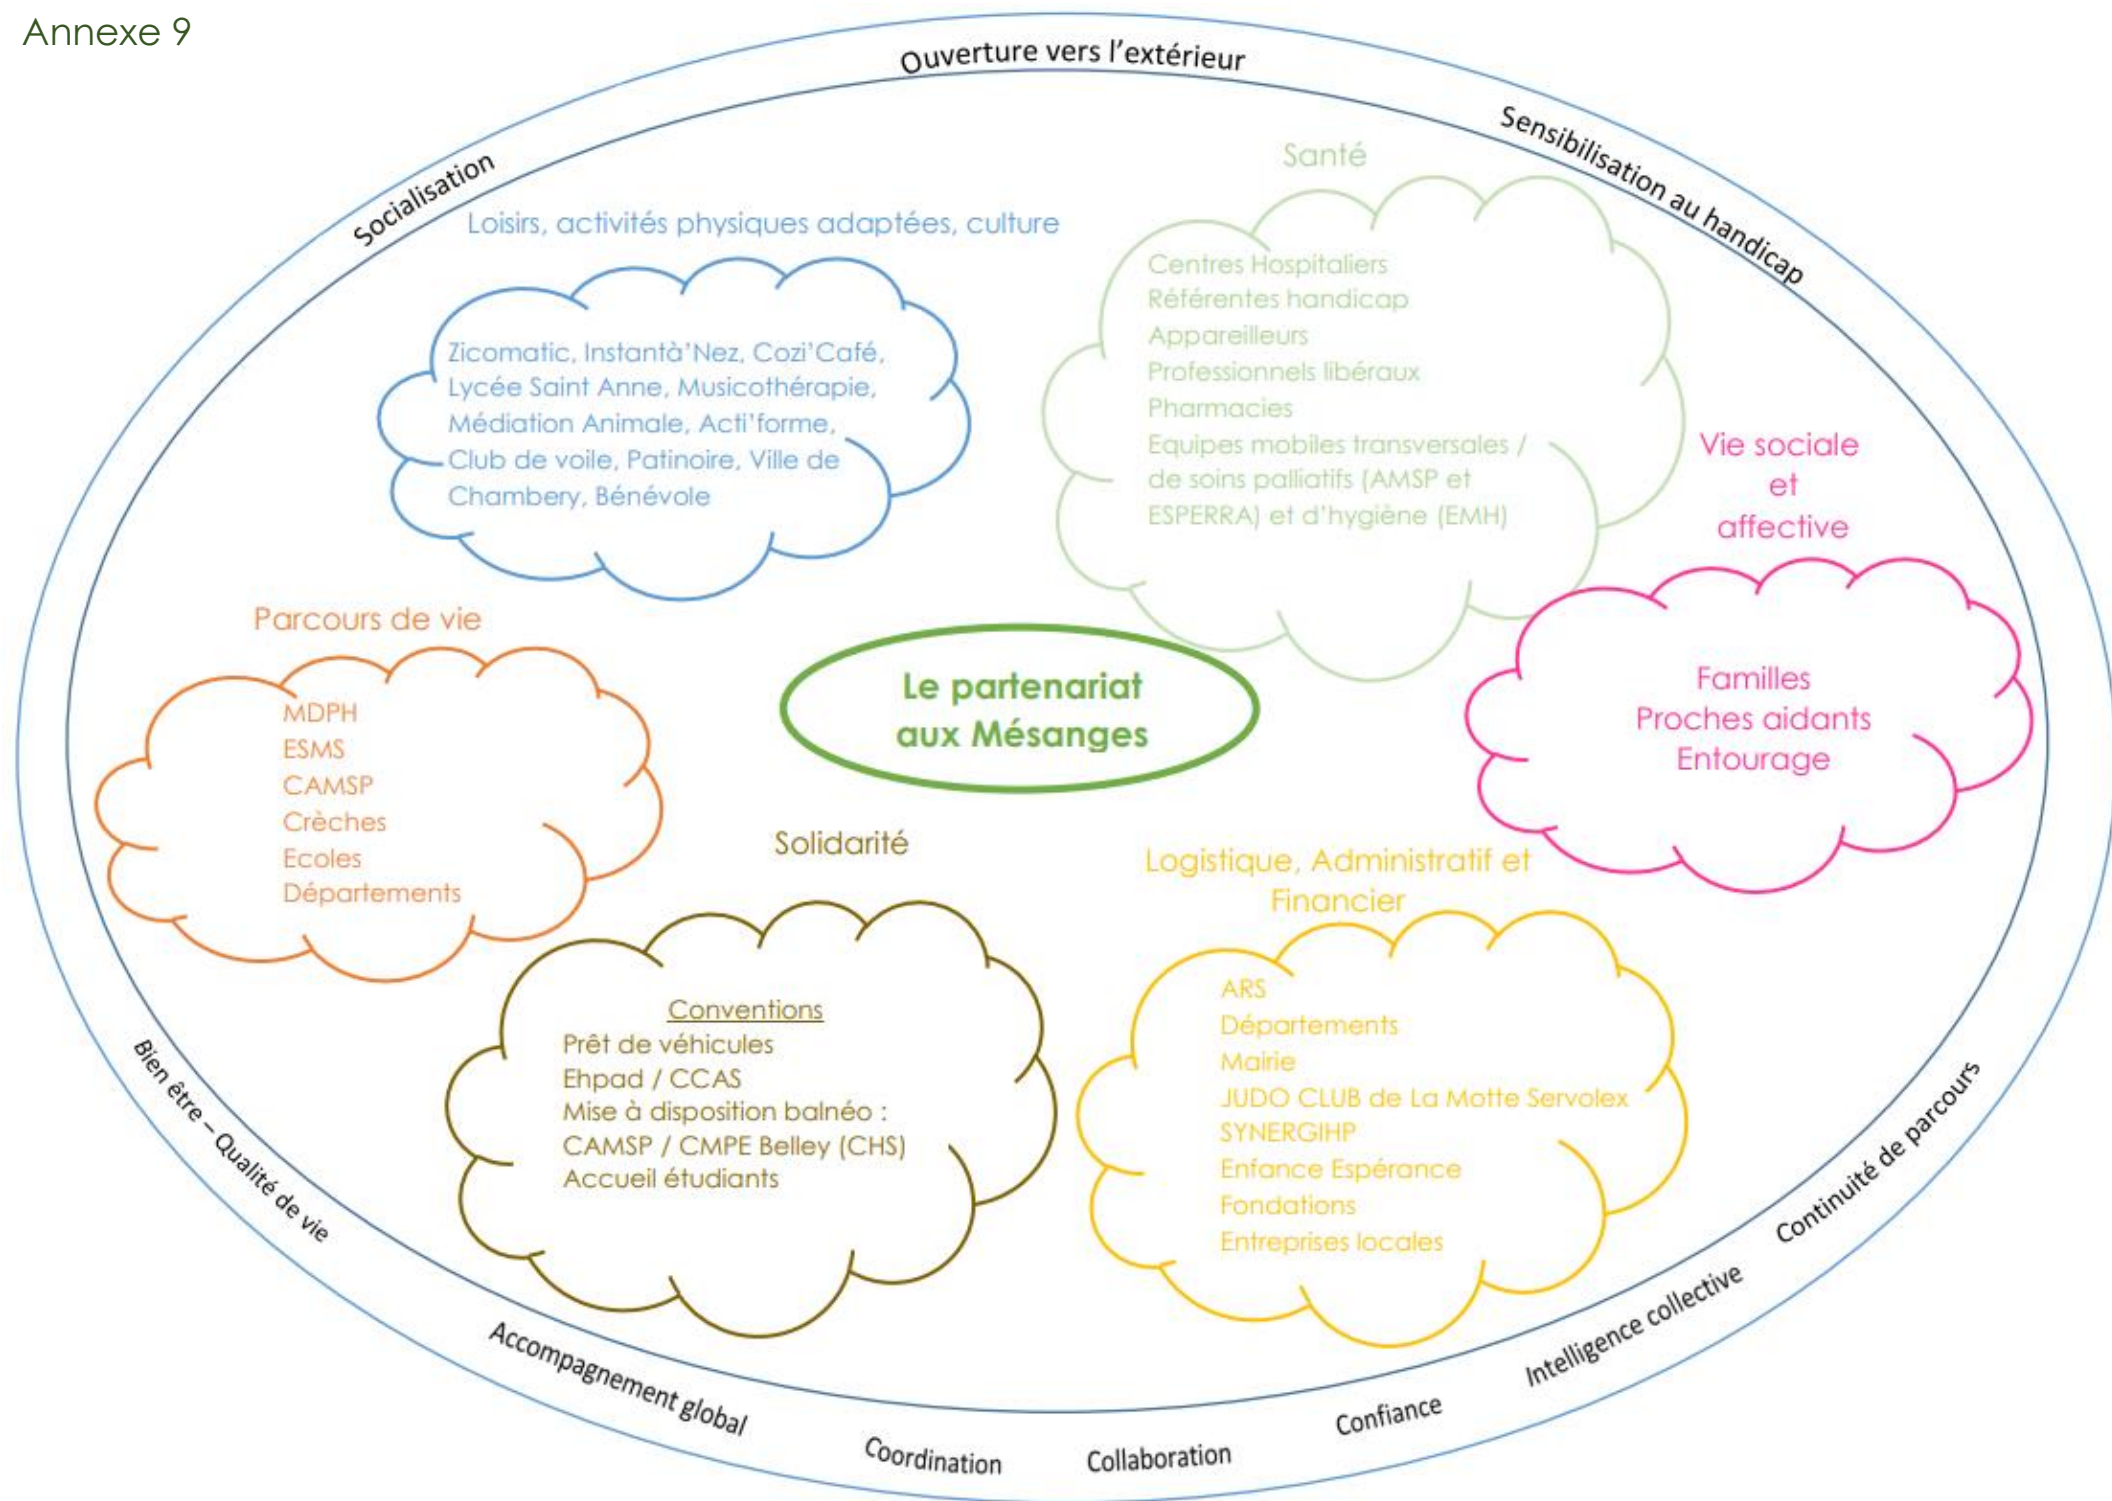 Annexe 9
Ouverture vers l'extérieur
Socialisation
Sensibilisation au handicap
Santé
Centres Hospitaliers
Référentes handicap
Appareilleurs
Professionnels libéraux
Pharmacies
Equipes mobiles transversales /
de soins palliatifs (AMSP et
ESPERRA) et d'hygiène (EMH)
Loisirs, activités physiques adaptées, culture
Zicomatic, Instantà'Nez, Cozi'Café,
Lycée Saint Anne, Musicothérapie,
Médiation Animale, Acti'forme,
Club de voile, Patinoire, Ville de
Chambery, Bénévole
Vie sociale
et
affective
Familles
Proches aidants
Entourage
Parcours de vie
MDPH
ESMS
CAMSP
Crèches
Ecoles
Départements
Le partenariat
aux Mésanges
Solidarité
Conventions
Prêt de véhicules
Ehpad / CCAS
Mise à disposition balnéo :
CAMSP / CMPE Belley (CHS)
Accueil étudiants
Logistique, Administratif et
Financier
ARS
Départements
Mairie
JUDO CLUB de La Motte Servolex
SYNERGIHP
Enfance Espérance
Fondations
Entreprises locales
Bien être – Qualité de vie
Accompagnement global
Coordination
Collaboration
Confiance
Intelligence collective
Continuité de parcours